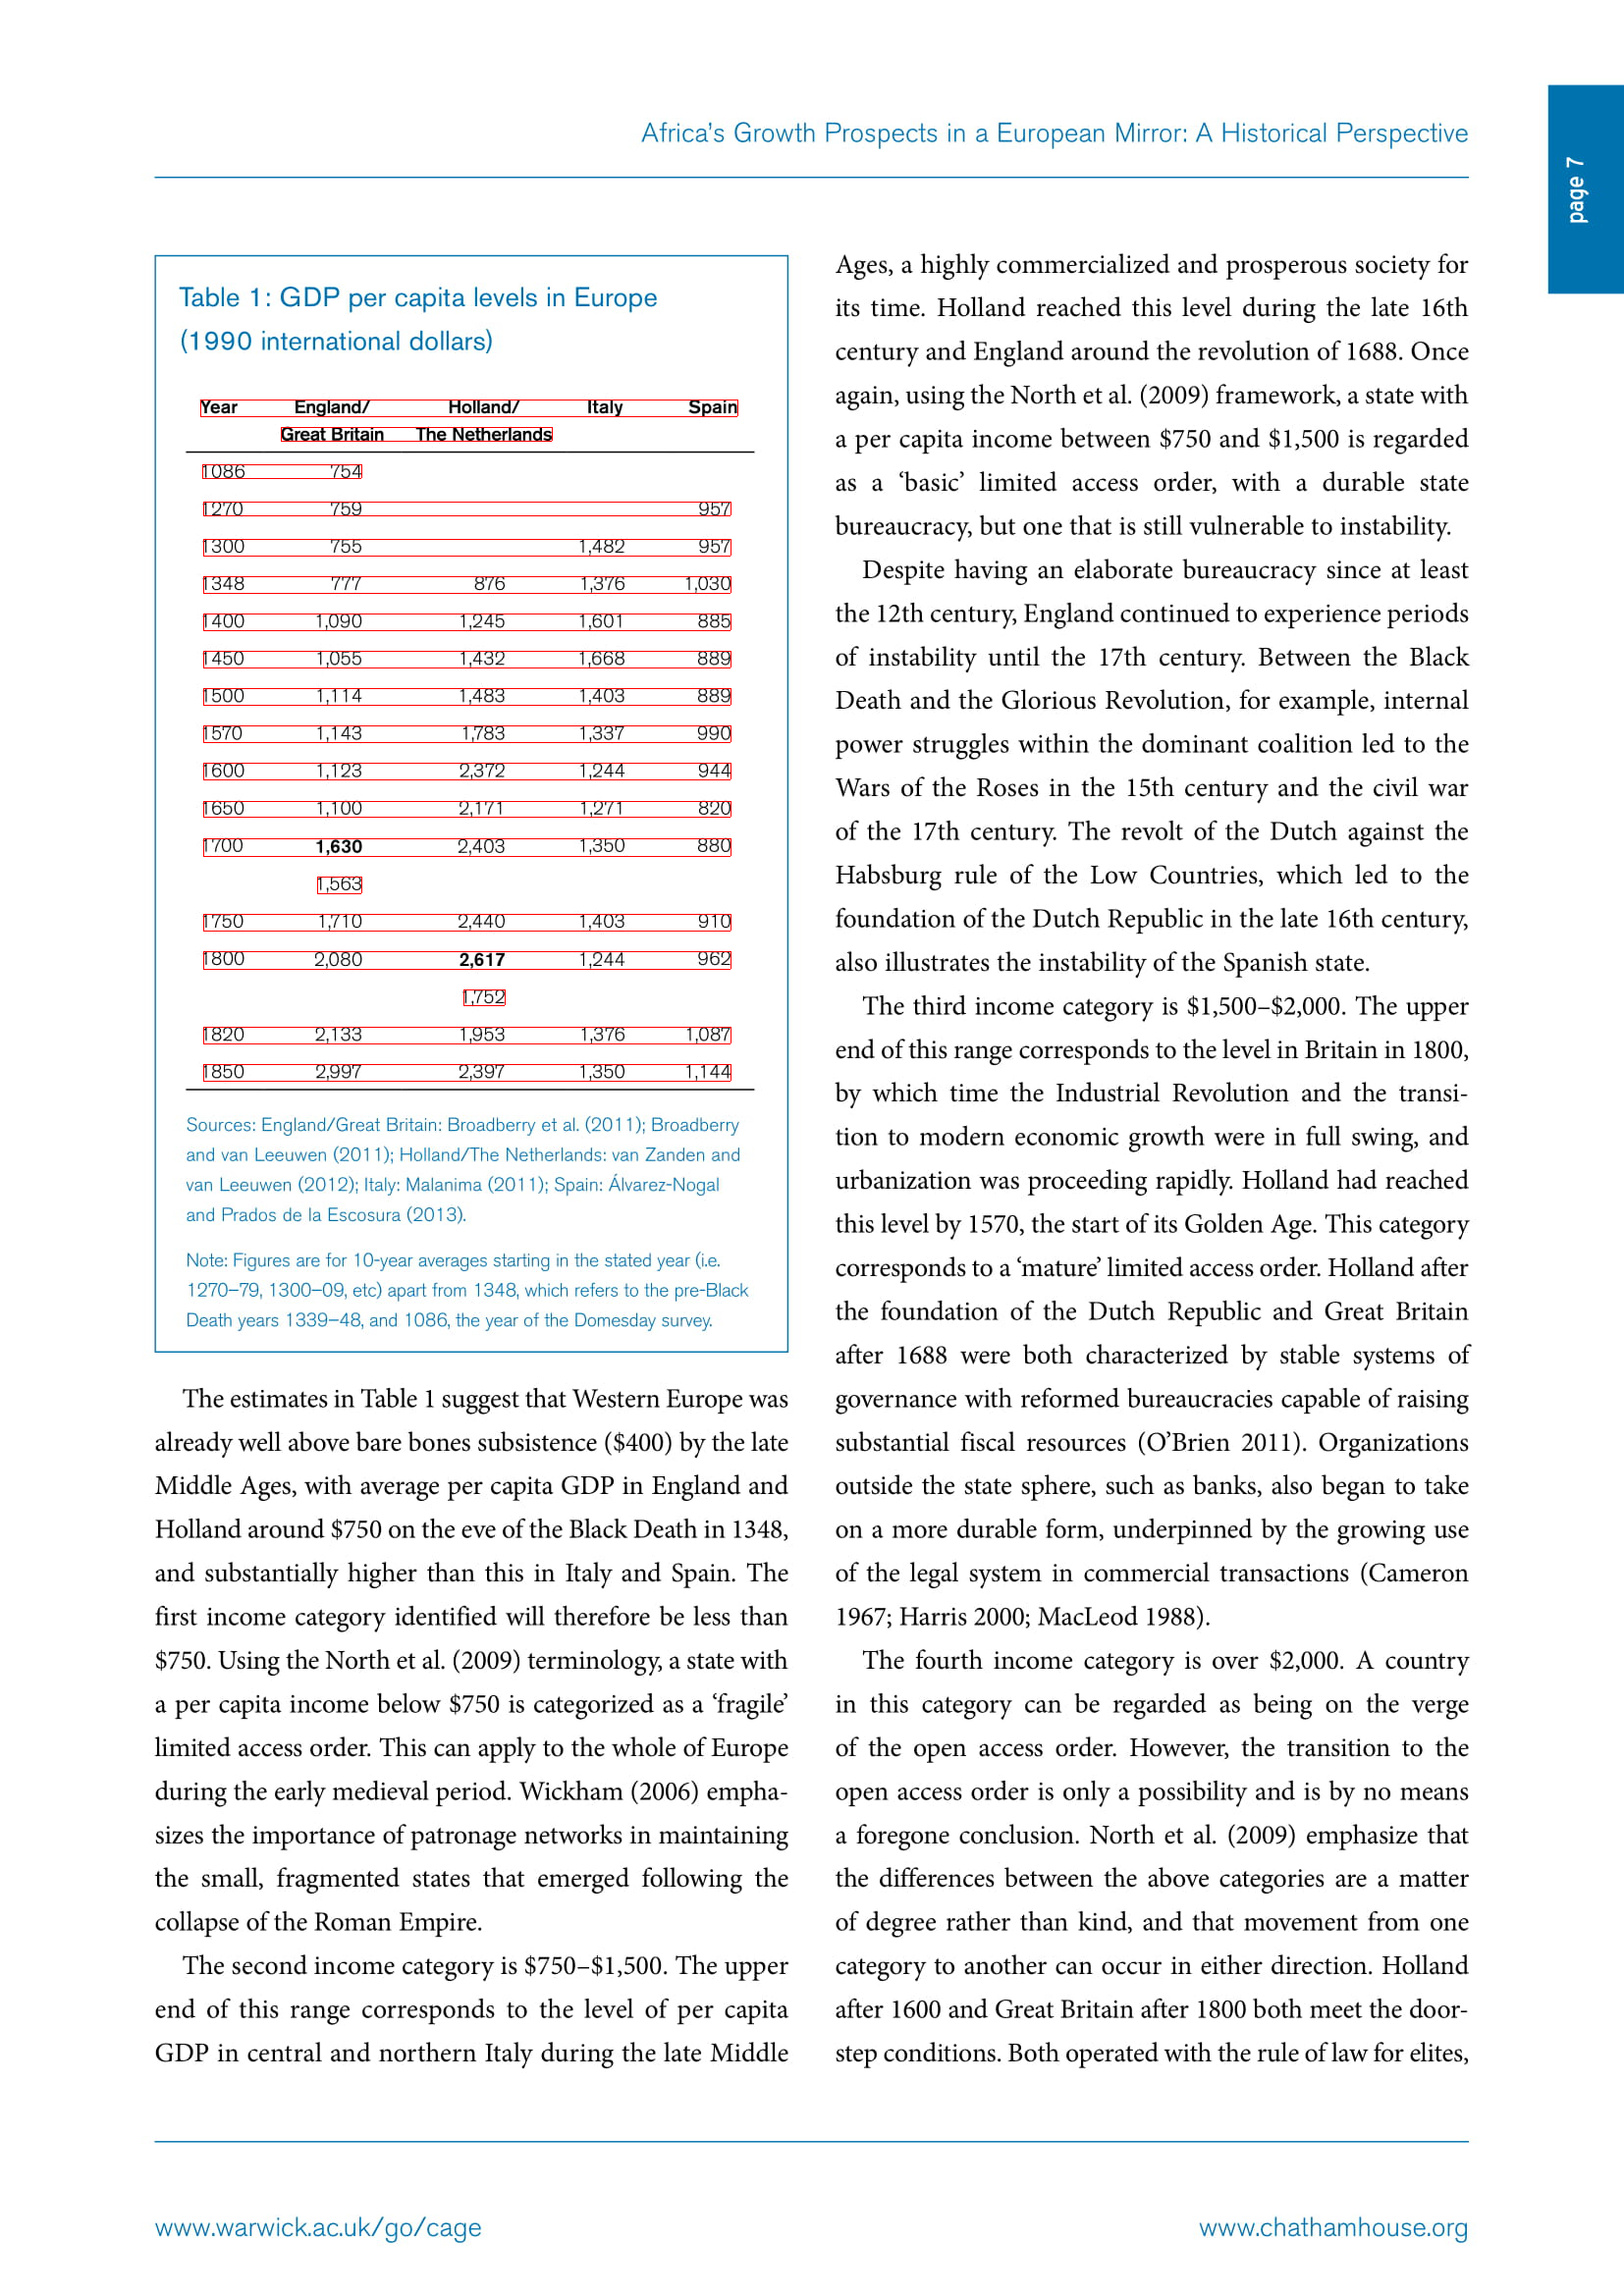 Africa’s Growth Prospects in a European Mirror: A Historical Perspective
page 7
Table 1: GDP per capita levels in Europe
(1990 international dollars)
Year England/ Holland/ Italy Spain
Great Britain The Netherlands
1086 754
1270 759 957
1300 755 1,482 957
1348 777 876 1,376 1,030
1400 1,090 1,245 1,601 885
1450 1,055 1,432 1,668 889
1500 1,114 1,483 1,403 889
1570 1,143 1,783 1,337 990
1600 1,123 2,372 1,244 944
1650 1,100 2,171 1,271 820
1700 1,630 2,403 1,350 880
1,563
1750 1,710 2,440 1,403 910
1800 2,080 2,617 1,244 962
1,752
1820 2,133 1,953 1,376 1,087
1850 2,997 2,397 1,350 1,144
Sources: England/Great Britain: Broadberry et al. (2011); Broadberry
and van Leeuwen (2011); Holland/The Netherlands: van Zanden and
van Leeuwen (2012); Italy: Malanima (2011); Spain: Álvarez-Nogal
and Prados de la Escosura (2013).
Note: Figures are for 10-year averages starting in the stated year (i.e.
1270–79, 1300–09, etc) apart from 1348, which refers to the pre-Black
Death years 1339–48, and 1086, the year of the Domesday survey.
The estimates in Table 1 suggest that Western Europe was
already well above bare bones subsistence ($400) by the late
Middle Ages, with average per capita GDP in England and
Holland around $750 on the eve of the Black Death in 1348,
and substantially higher than this in Italy and Spain. The
first income category identified will therefore be less than
$750. Using the North et al. (2009) terminology, a state with
a per capita income below $750 is categorized as a ‘fragile’
limited access order. This can apply to the whole of Europe
during the early medieval period. Wickham (2006) empha-
sizes the importance of patronage networks in maintaining
the small, fragmented states that emerged following the
collapse of the Roman Empire.
The second income category is $750–$1,500. The upper
end of this range corresponds to the level of per capita
GDP in central and northern Italy during the late Middle
Ages, a highly commercialized and prosperous society for
its time. Holland reached this level during the late 16th
century and England around the revolution of 1688. Once
again, using the North et al. (2009) framework, a state with
a per capita income between $750 and $1,500 is regarded
as a ‘basic’ limited access order, with a durable state
bureaucracy, but one that is still vulnerable to instability.
Despite having an elaborate bureaucracy since at least
the 12th century, England continued to experience periods
of instability until the 17th century. Between the Black
Death and the Glorious Revolution, for example, internal
power struggles within the dominant coalition led to the
Wars of the Roses in the 15th century and the civil war
of the 17th century. The revolt of the Dutch against the
Habsburg rule of the Low Countries, which led to the
foundation of the Dutch Republic in the late 16th century,
also illustrates the instability of the Spanish state.
The third income category is $1,500–$2,000. The upper
end of this range corresponds to the level in Britain in 1800,
by which time the Industrial Revolution and the transi-
tion to modern economic growth were in full swing, and
urbanization was proceeding rapidly. Holland had reached
this level by 1570, the start of its Golden Age. This category
corresponds to a ‘mature’ limited access order. Holland after
the foundation of the Dutch Republic and Great Britain
after 1688 were both characterized by stable systems of
governance with reformed bureaucracies capable of raising
substantial fiscal resources (O’Brien 2011). Organizations
outside the state sphere, such as banks, also began to take
on a more durable form, underpinned by the growing use
of the legal system in commercial transactions (Cameron
1967; Harris 2000; MacLeod 1988).
The fourth income category is over $2,000. A country
in this category can be regarded as being on the verge
of the open access order. However, the transition to the
open access order is only a possibility and is by no means
a foregone conclusion. North et al. (2009) emphasize that
the differences between the above categories are a matter
of degree rather than kind, and that movement from one
category to another can occur in either direction. Holland
after 1600 and Great Britain after 1800 both meet the door-
step conditions. Both operated with the rule of law for elites,
www.warwick.ac.uk/go/cage
www.chathamhouse.org